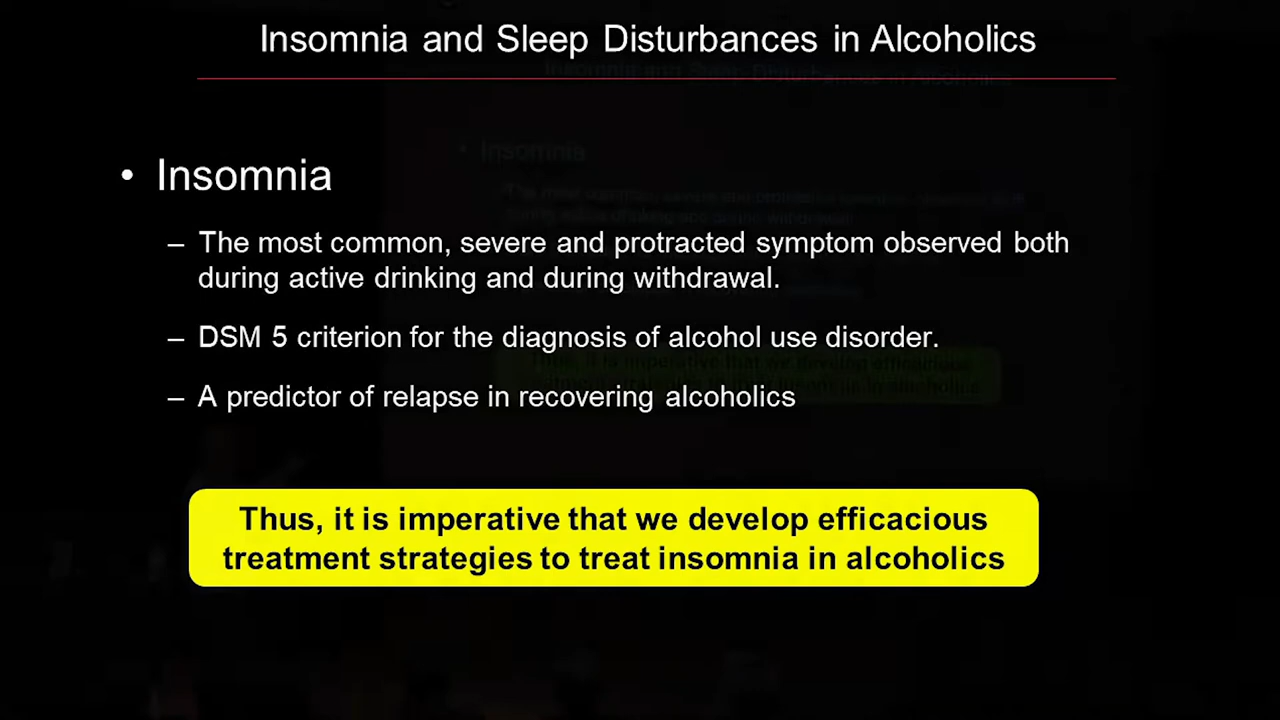 Insomnia and Sleep Disturbances in Alcoholics
• Insomnia
– The most common, severe and protracted symptom observed both
during active drinking and during withdrawal.
– DSM 5 criterion for the diagnosis of alcohol use disorder.
– A predictor of relapse in recovering alcoholics
Thus, it is imperative that we develop efficacious
treatment strategies to treat insomnia in alcoholics